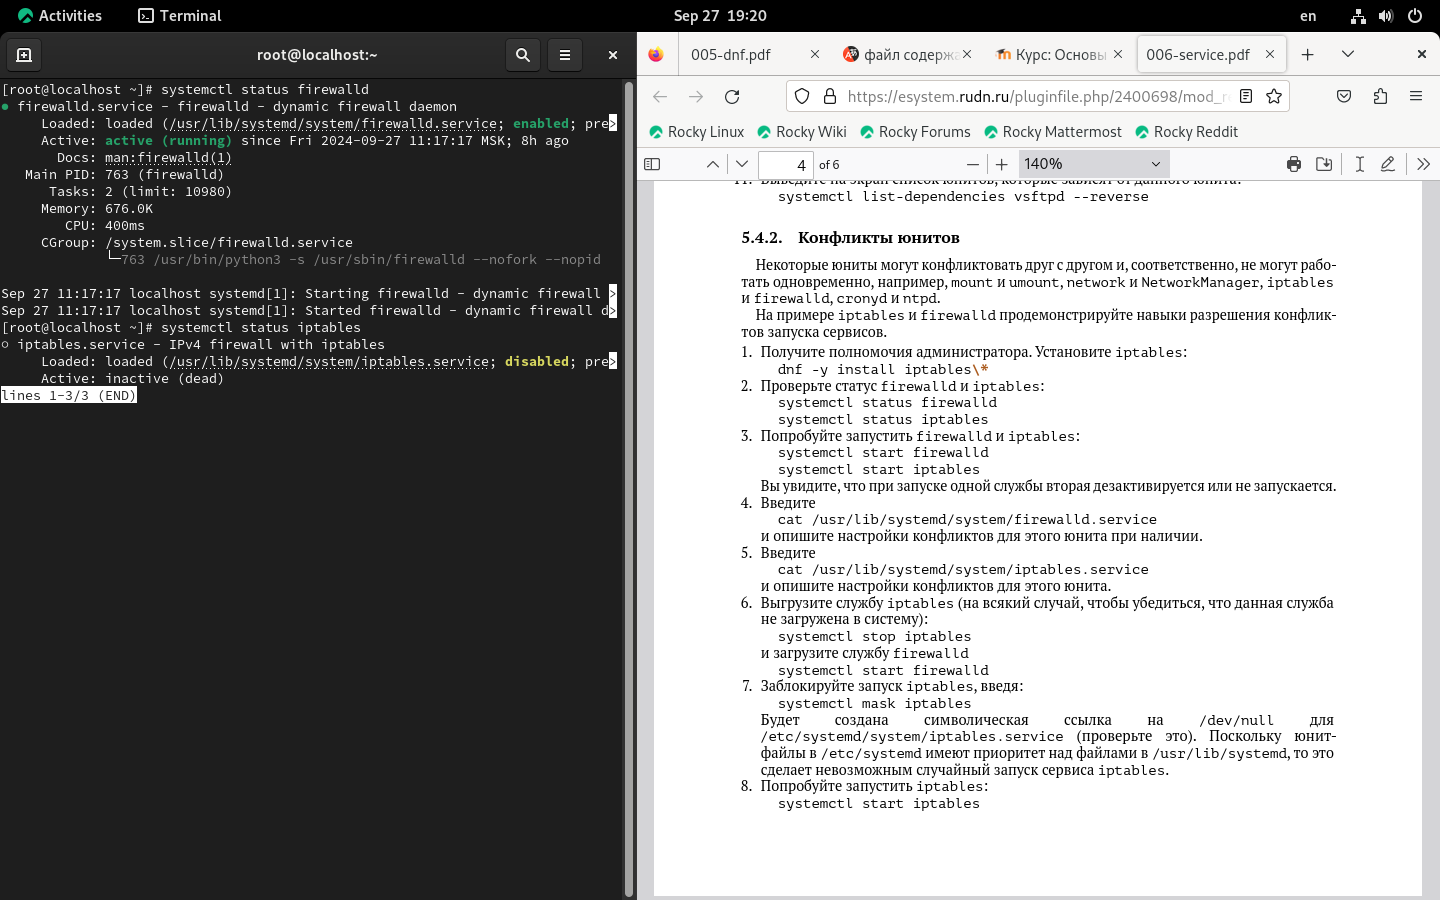 Activities
Terminal
Sep 27 19:20
en
root@localhost:~
[root@localhost ~]# systemctl status firewalld
● firewalld.service - firewalld - dynamic firewall daemon
Loaded: loaded (/usr/lib/systemd/system/firewalld.service; enabled; pre>
Active: active (running) since Fri 2024-09-27 11:17:17 MSK; 8h ago
Docs: man:firewalld(1)
Main PID: 763 (firewalld)
Tasks: 2 (limit: 10980)
Memory: 676.0K
CPU: 400ms
CGroup: /system.slice/firewalld.service
└─763 /usr/bin/python3 -s /usr/sbin/firewalld --nofork --nopid
Sep 27 11:17:17 localhost systemd[1]: Starting firewalld - dynamic firewall >
Sep 27 11:17:17 localhost systemd[1]: Started firewalld - dynamic firewall d>
[root@localhost ~]# systemctl status iptables
○ iptables.service - IPv4 firewall with iptables
Loaded: loaded (/usr/lib/systemd/system/iptables.service; disabled; pre>
Active: inactive (dead)
lines 1-3/3 (END)
005-dnf.pdf
файл содержа
Курс: Основы
006-service.pdf
https://esystem.rudn.ru/pluginfile.php/2400698/mod_r
Rocky Linux
Rocky Wiki
Rocky Forums
Rocky Mattermost
Rocky Reddit
4 of 6
140%
11. Выведите на экран список юнитов, которые зависят от данного юнита:
systemctl list-dependencies vsftpd --reverse
5.4.2. Конфликты юнитов
Некоторые юниты могут конфликтовать друг с другом и, соответственно, не могут рабо-
тать одновременно, например, mount и umount, network и NetworkManager, iptables
и firewalld, cronyd и ntpd.
На примере iptables и firewalld продемонстрируйте навыки разрешения конфлик-
тов запуска сервисов.
1. Получите полномочия администратора. Установите iptables:
dnf -y install iptables\*
2. Проверьте статус firewalld и iptables:
systemctl status firewalld
systemctl status iptables
3. Попробуйте запустить firewalld и iptables:
systemctl start firewalld
systemctl start iptables
Вы увидите, что при запуске одной службы вторая дезактивируется или не запускается.
4. Введите
cat /usr/lib/systemd/system/firewalld.service
и опишите настройки конфликтов для этого юнита при наличии.
5. Введите
cat /usr/lib/systemd/system/iptables.service
и опишите настройки конфликтов для этого юнита.
6. Выгрузите службу iptables (на всякий случай, чтобы убедиться, что данная служба
не загружена в систему):
systemctl stop iptables
и загрузите службу firewalld
systemctl start firewalld
7. Заблокируйте запуск iptables, введя:
systemctl mask iptables
Будет создана символическая ссылка на /dev/null для
/etc/systemd/system/iptables.service (проверьте это). Поскольку юнит-
файлы в /etc/systemd имеют приоритет над файлами в /usr/lib/systemd, то это
сделает невозможным случайный запуск сервиса iptables.
8. Попробуйте запустить iptables:
systemctl start iptables